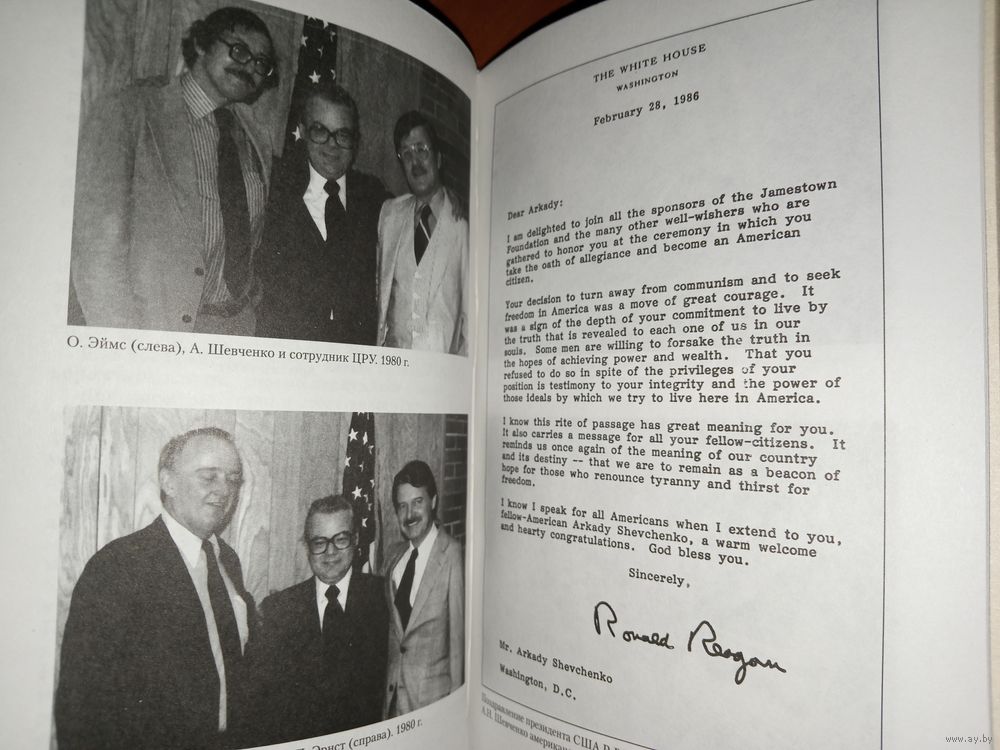 О. Эймс (слева), А. Шевченко и сотрудник ЦРУ. 1980 г.
Эрнст (справа). 1980 г.
THE WHITE HOUSE
WASHINGTON
February 28, 1986
Dear Arkady:
I am delighted to join all the sponsors of the Jamestown
Foundation and the many other well-wishers who are
gathered to honor you at the ceremony in which you
take the oath of allegiance and become an American
citizen.
Your decision to turn away from communism and to seek
freedom in America was a move of great courage. It
was a sign of the depth of your commitment to live by
the truth that is revealed to each one of us in our
souls. Some men are willing to forsake the truth in
the hopes of achieving power and wealth. That you
refused to do so in spite of the privileges of your
position is testimony to your integrity and the power of
those ideals by which we try to live here in America.
I know this rite of passage has great meaning for you.
It also carries a message for all your fellow-citizens. It
reminds us once again of the meaning of our country
and its destiny -- that we are to remain as a beacon of
hope for those who renounce tyranny and thirst for
freedom.
I know I speak for all Americans when I extend to you,
fellow-American Arkady Shevchenko, a warm welcome
and hearty congratulations. God bless you.
Sincerely,
Ronald Reagan
Mr. Arkady Shevchenko
Washington, D.C.
Поздравление президента США Р.
А.Н. Шевченко
www.ay.by